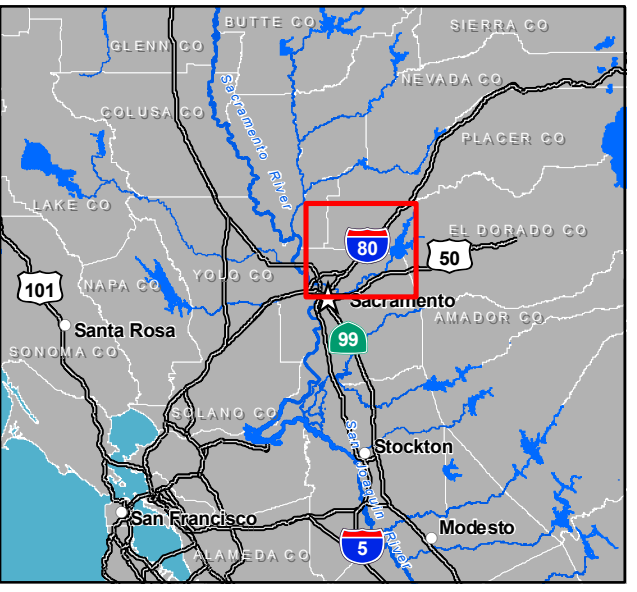 BUTTE CO
SIERRA CO
GLENN CO
NEVADA CO
COLUSA CO
Sacramento River
PLACER CO
LAKE CO
EL DORADO CO
80
50
YOLO CO
101
NAPA CO
Sacramento
AMADOR CO
Santa Rosa
99
SONOMA CO
SOLANO CO
Stockton
San Joaquin River
San Francisco
Modesto
5
ALAMEDA CO